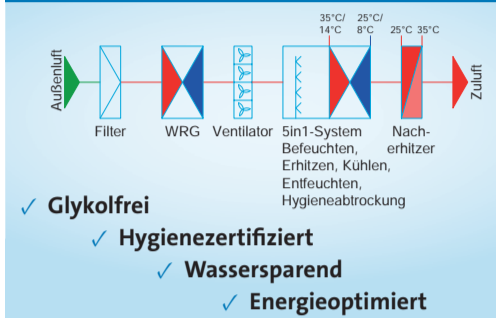 35°C/ 25°C/
14°C 8°C 25°C 35°C
Außenluft
Zuluft
Filter WRG Ventilator 5in1-System Nach-
Befeuchten, erhitzer
Erhitzen, Kühlen,
Entfeuchten,
Hygieneabtrockung
✓ Glykolfrei
✓ Hygienezertifiziert
✓ Wassersparend
✓ Energieoptimiert